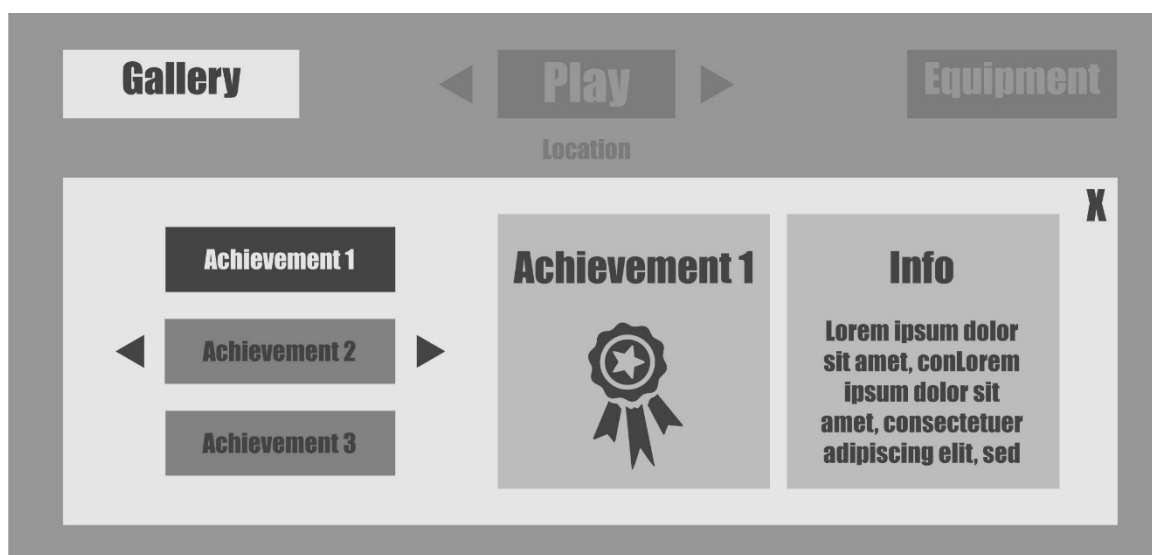 Gallery
Play
Equipment
Location
X
Achievement 1
Achievement 2
Achievement 3
Achievement 1
Info
Lorem ipsum dolor
sit amet, conLorem
ipsum dolor sit
amet, consectetuer
adipiscing elit, sed